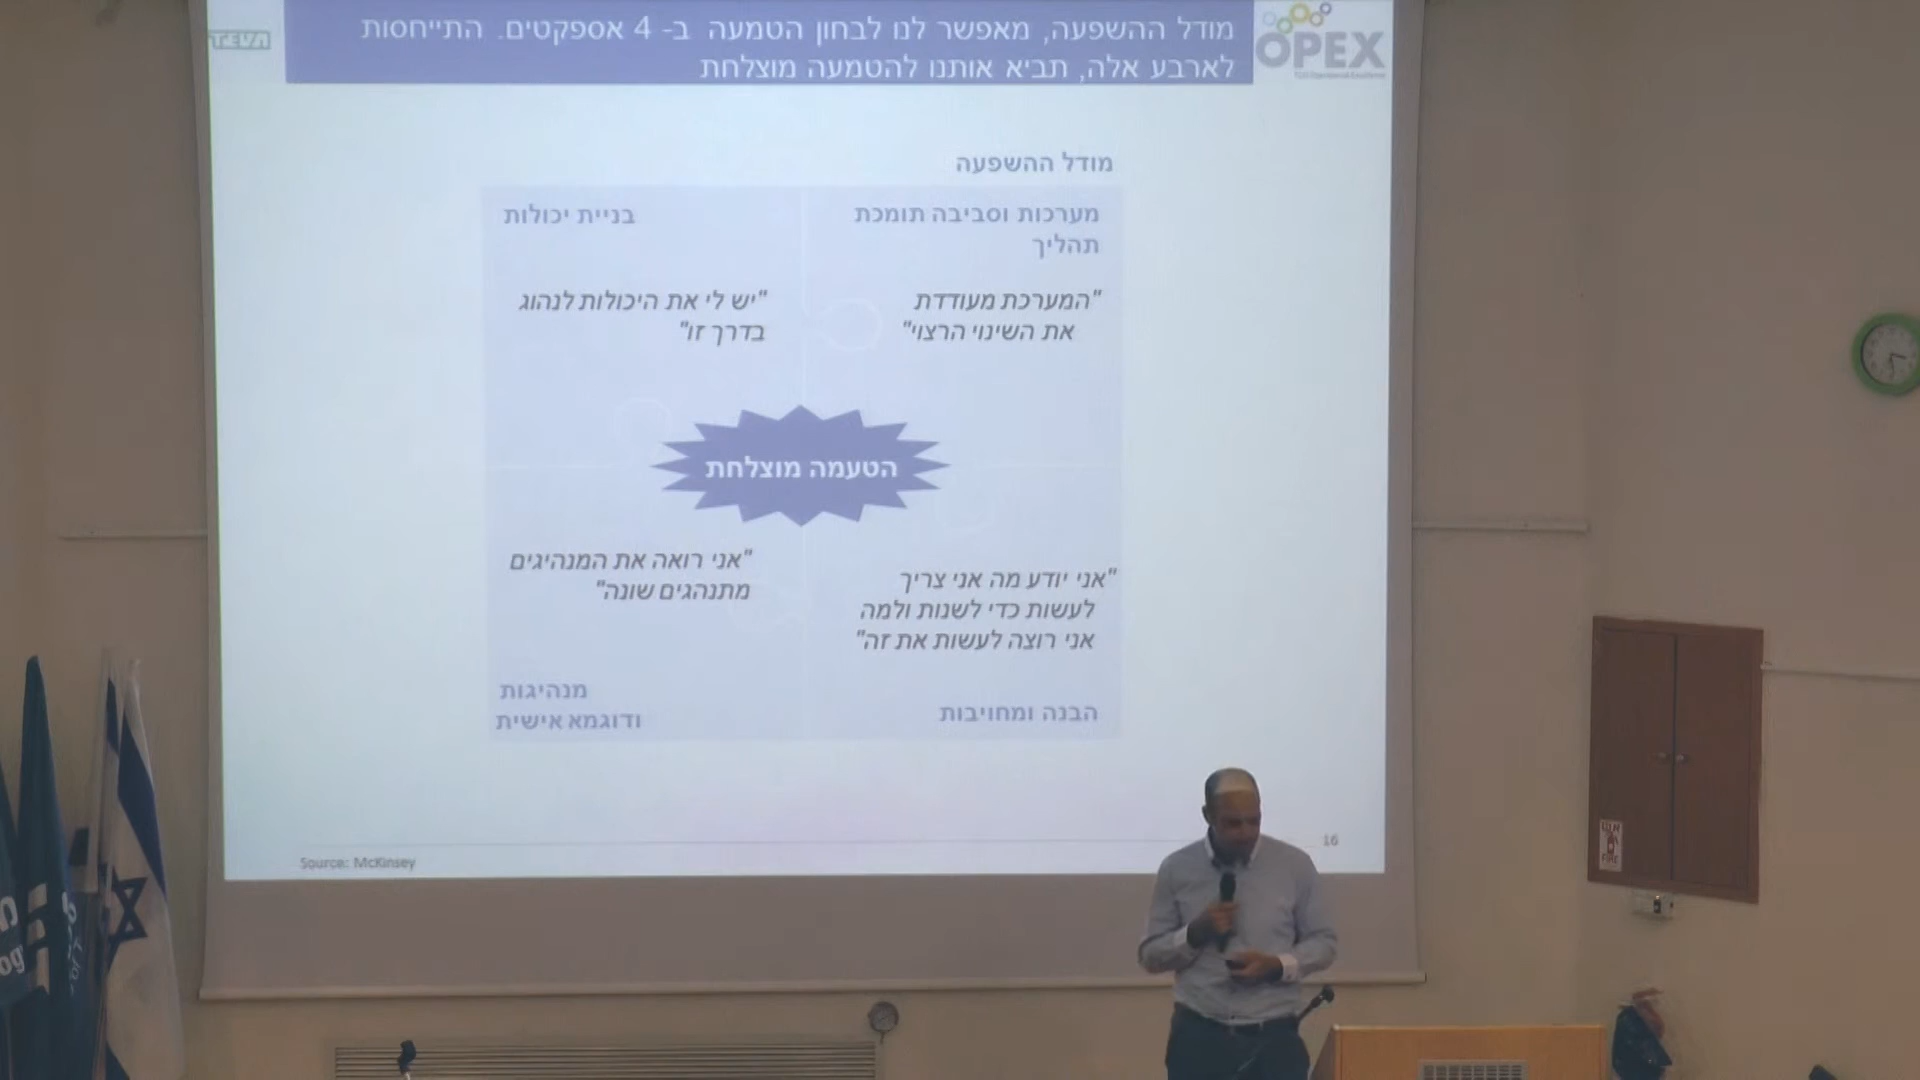 מודל ההשפעה, מאפשר לנו לבחון הטמעה ב- 4 אספקטים. התייחסות
לארבע אלה, תביא אותנו להטמעה מוצלחת
OPEX
TEVA
מודל ההשפעה
מערכות וסביבה תומכת
תהליך
"המערכת מעודדת
את השינוי הרצוי"
בניית יכולות
"יש לי את היכולות לנהוג
בדרך זו"
הטעמה מוצלחת
"אני יודע מה אני צריך
לעשות כדי לשנות ולמה
אני רוצה לעשות את זה"
הבנה ומחויבות
"אני רואה את המנהיגים
מתנהגים שונה"
מנהיגות
ודוגמא אישית
Source: McKinsey
16
FIRE